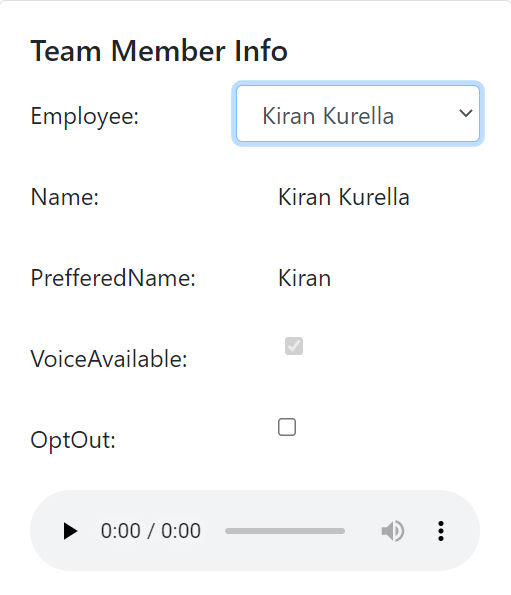 Team Member Info
Employee: Kiran Kurella
Name: Kiran Kurella
PrefferedName: Kiran
VoiceAvailable:
OptOut:
0:00 / 0:00